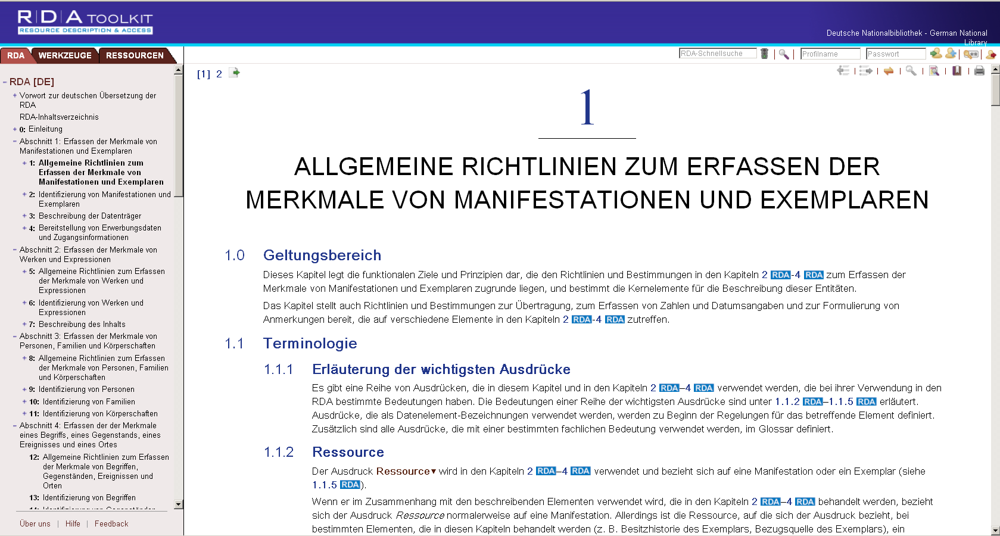 R|D|A TOOLKIT
RESOURCE DESCRIPTION & ACCESS
Deutsche Nationalbibliothek - German National
Library
RDA WERKZEUGE RESSOURCEN
RDA-Schnellsuche Profilname Passwort
RDA [DE]
Vorwort zur deutschen Übersetzung der
RDA
RDA-Inhaltsverzeichnis
0: Einleitung
Abschnitt 1: Erfassen der Merkmale von
Manifestationen und Exemplaren
1: Allgemeine Richtlinien zum
Erfassen der Merkmale von
Manifestationen und Exemplaren
2: Identifizierung von Manifestationen und
Exemplaren
3: Beschreibung der Datenträger
4: Bereitstellung von Erwerbungsdaten
und Zugangsinformationen
Abschnitt 2: Erfassen der Merkmale von
Werken und Expressionen
5: Allgemeine Richtlinien zum Erfassen
der Merkmale von Werken und
Expressionen
6: Identifizierung von Werken und
Expressionen
7: Beschreibung des Inhalts
Abschnitt 3: Erfassen der Merkmale von
Personen, Familien und Körperschaften
8: Allgemeine Richtlinien zum Erfassen
der Merkmale von Personen, Familien
und Körperschaften
9: Identifizierung von Personen
10: Identifizierung von Familien
11: Identifizierung von Körperschaften
Abschnitt 4: Erfassen der der Merkmale
eines Begriffs, eines Gegenstands, eines
Ereignisses und eines Ortes
12: Allgemeine Richtlinien zum Erfassen
der Merkmale von Begriffen,
Gegenständen, Ereignissen und
Orten
13: Identifizierung von Begriffen
Über uns | Hilfe | Feedback
[1] 2
1
ALLGEMEINE RICHTLINIEN ZUM ERFASSEN DER
MERKMALE VON MANIFESTATIONEN UND EXEMPLAREN
1.0 Geltungsbereich
Dieses Kapitel legt die funktionalen Ziele und Prinzipien dar, die den Richtlinien und Bestimmungen in den Kapiteln 2 RDA-4 RDA zum Erfassen der
Merkmale von Manifestationen und Exemplaren zugrunde liegen, und bestimmt die Kernelemente für die Beschreibung dieser Entitäten.
Das Kapitel stellt auch Richtlinien und Bestimmungen zur Übertragung, zum Erfassen von Zahlen und Datumsangaben und zur Formulierung von
Anmerkungen bereit, die auf verschiedene Elemente in den Kapiteln 2 RDA-4 RDA zutreffen.
1.1 Terminologie
1.1.1 Erläuterung der wichtigsten Ausdrücke
Es gibt eine Reihe von Ausdrücken, die in diesem Kapitel und in den Kapiteln 2 RDA–4 RDA verwendet werden, die bei ihrer Verwendung in den
RDA bestimmte Bedeutungen haben. Die Bedeutungen einer Reihe der wichtigsten Ausdrücke sind unter 1.1.2 RDA–1.1.5 RDA erläutert.
Ausdrücke, die als Datenelement-Bezeichnungen verwendet werden, werden zu Beginn der Regelungen für das betreffende Element definiert.
Zusätzlich sind alle Ausdrücke, die mit einer bestimmten fachlichen Bedeutung verwendet werden, im Glossar definiert.
1.1.2 Ressource
Der Ausdruck Ressource▾ wird in den Kapiteln 2 RDA–4 RDA verwendet und bezieht sich auf eine Manifestation oder ein Exemplar (siehe
1.1.5 RDA).
Wenn er im Zusammenhang mit den beschreibenden Elementen verwendet wird, die in den Kapiteln 2 RDA–4 RDA behandelt werden, bezieht
sich der Ausdruck Ressource normalerweise auf eine Manifestation. Allerdings ist die Ressource, auf die sich der Ausdruck bezieht, bei
bestimmten Elementen, die in diesen Kapiteln behandelt werden (z. B. Besitzhistorie des Exemplars, Bezugsquelle des Exemplars), ein